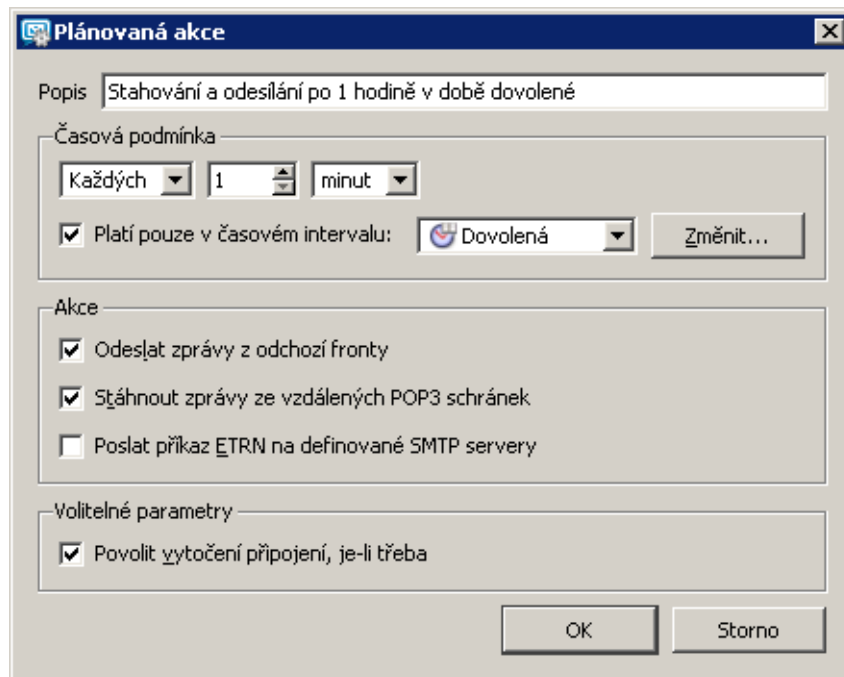 Plánovaná akce
Popis Stahování a odesílání po 1 hodině v době dovolené
Časová podmínka
Každých 1 minut
Platí pouze v časovém intervalu: Dovolená Změnit...
Akce
Odeslat zprávy z odchozí fronty
Stáhnout zprávy ze vzdálených POP3 schránek
Poslat příkaz ETRN na definované SMTP servery
Volitelné parametry
Povolit vytočení připojení, je-li třeba
OK Storno